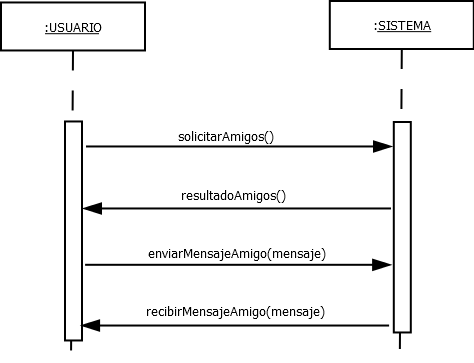 :USUARIO
:SISTEMA
solicitarAmigos()
resultadoAmigos()
enviarMensajeAmigo(mensaje)
recibirMensajeAmigo(mensaje)